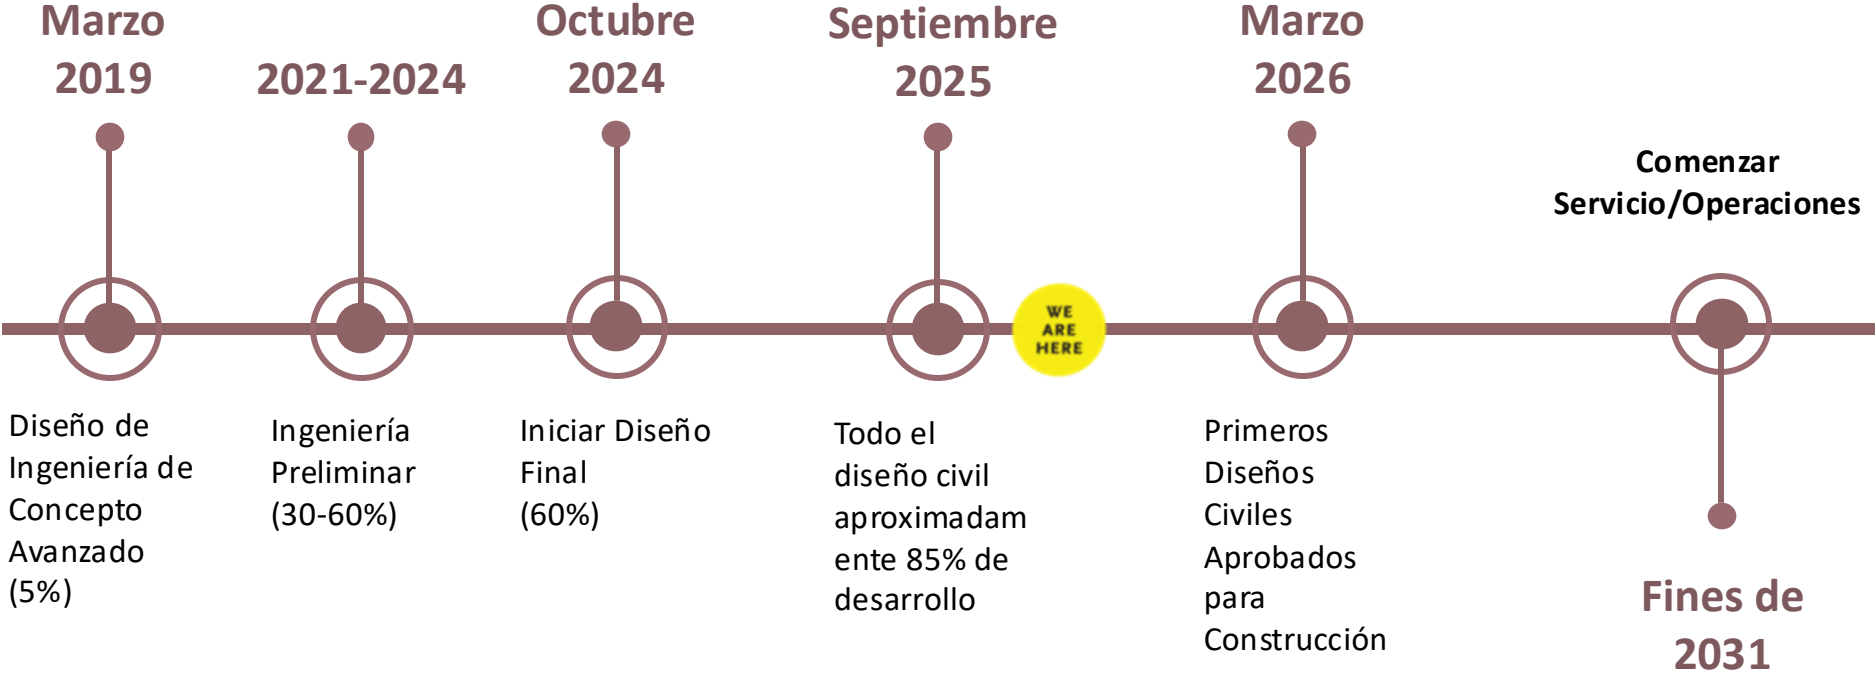 Marzo
2019
Diseño de
Ingeniería de
Concepto
Avanzado
(5%)
2021-2024
Ingeniería
Preliminar
(30-60%)
Octubre
2024
Iniciar Diseño
Final
(60%)
Septiembre
2025
Todo el
diseño civil
aproximadam
ente 85% de
desarrollo
WE
ARE
HERE
Marzo
2026
Primeros
Diseños
Civiles
Aprobados
para
Construcción
Comenzar
Servicio/Operaciones
Fines de
2031